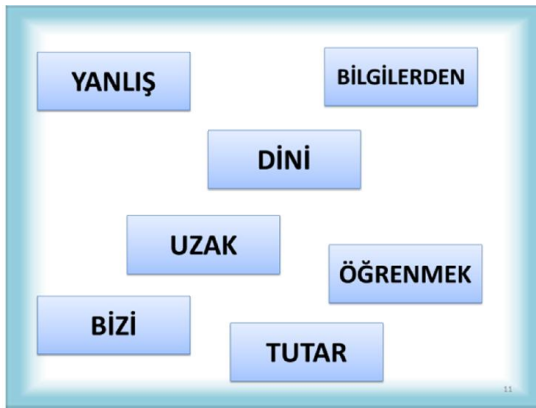 YANLIŞ
BİLGİLERDEN
DİNİ
UZAK
ÖĞRENMEK
BİZİ
TUTAR
11